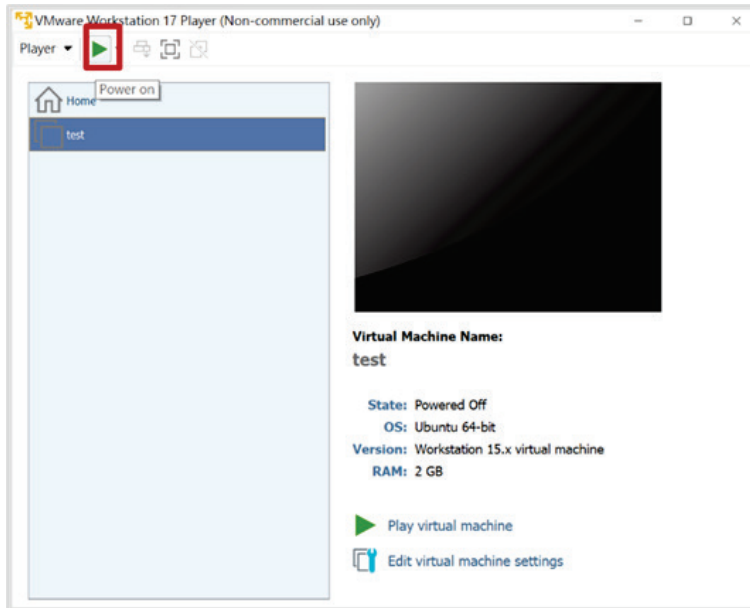 VMware Workstation 17 Player (Non-commercial use only)
Player
Power on
Home
test
Virtual Machine Name:
test
State: Powered Off
OS: Ubuntu 64-bit
Version: Workstation 15.x virtual machine
RAM: 2 GB
Play virtual machine
Edit virtual machine settings